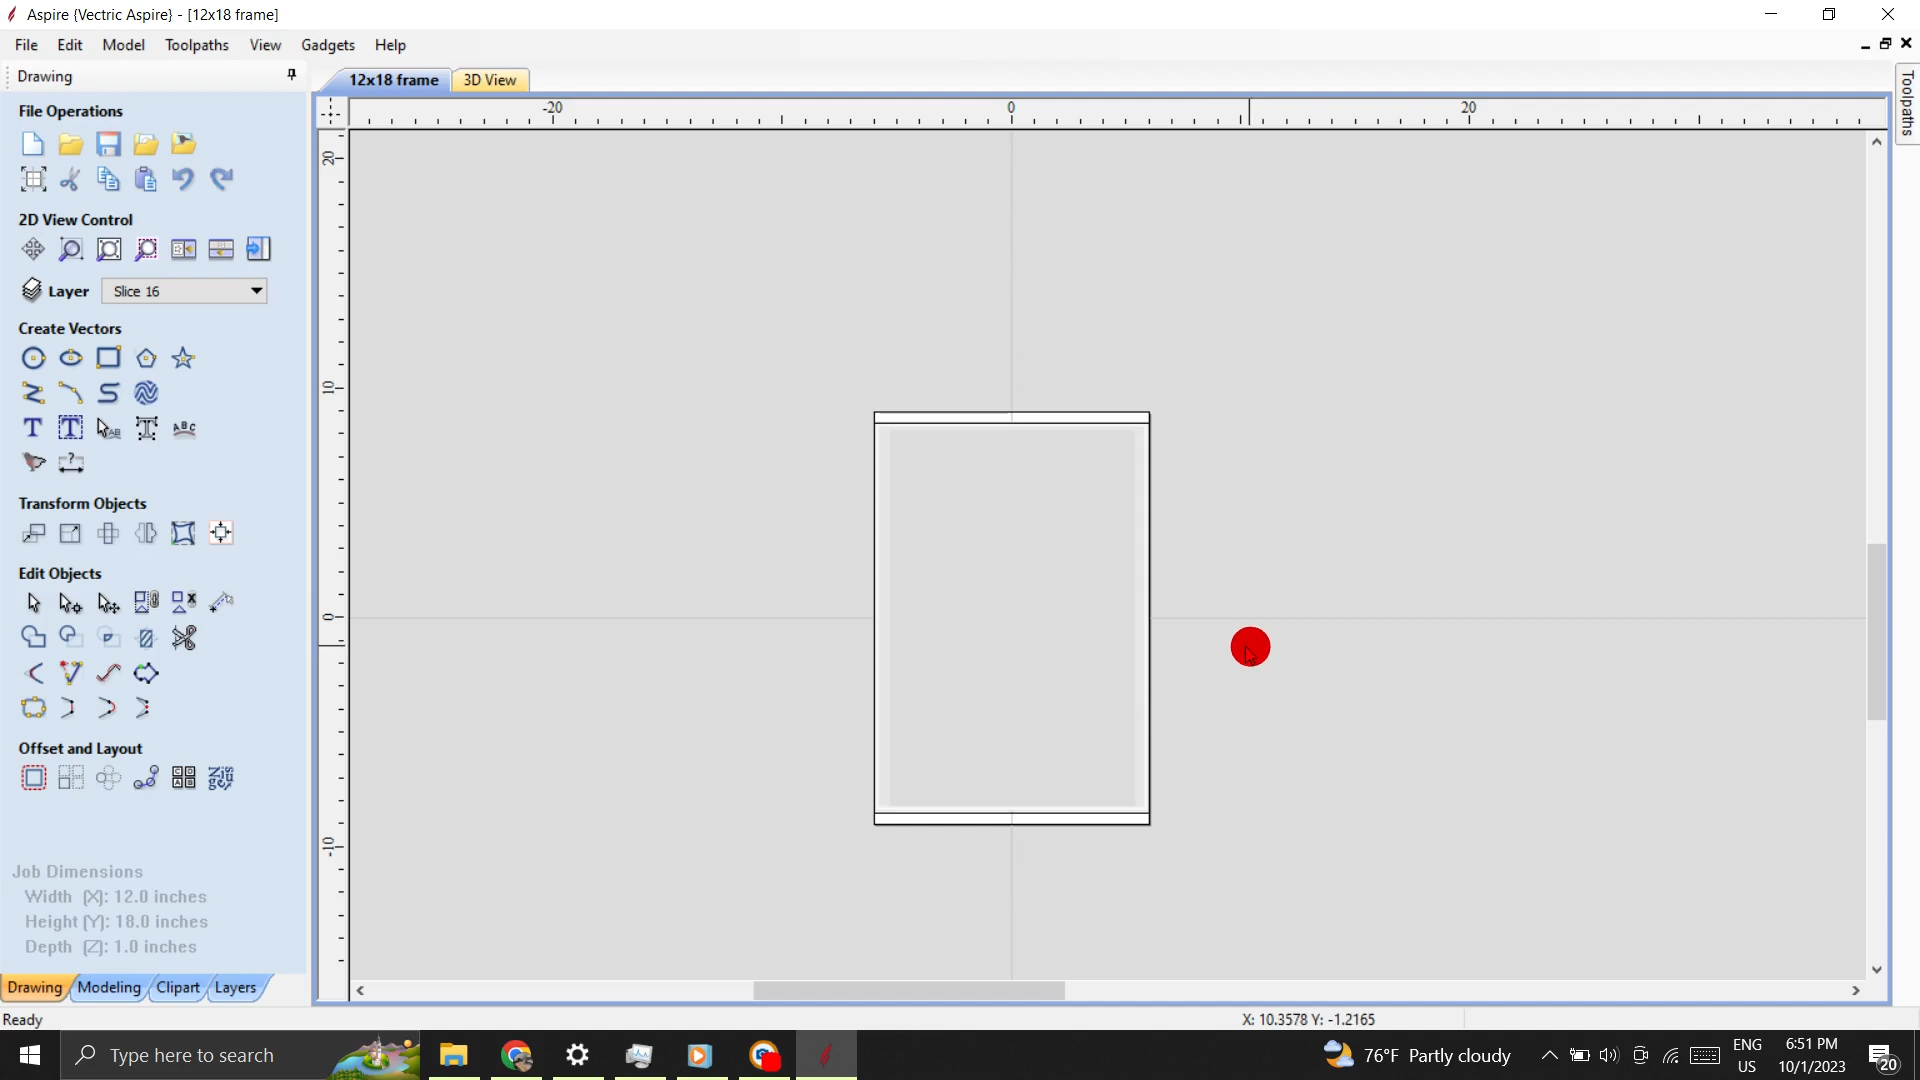 Aspire {Vectric Aspire} - [12x18 frame]
File Edit Model Toolpaths View Gadgets Help
Drawing
12x18 frame 3D View
Toolpaths
File Operations
-20 0 20
20
10
0
-10
2D View Control
Layer Slice 16
Create Vectors
Transform Objects
Edit Objects
Offset and Layout
Job Dimensions
Width (X): 12.0 inches
Height (Y): 18.0 inches
Depth (Z): 1.0 inches
Drawing Modeling Clipart Layers
Ready
X: 10.3578 Y: -1.2165
Type here to search
76°F Partly cloudy
ENG
US
6:51 PM
10/1/2023
20